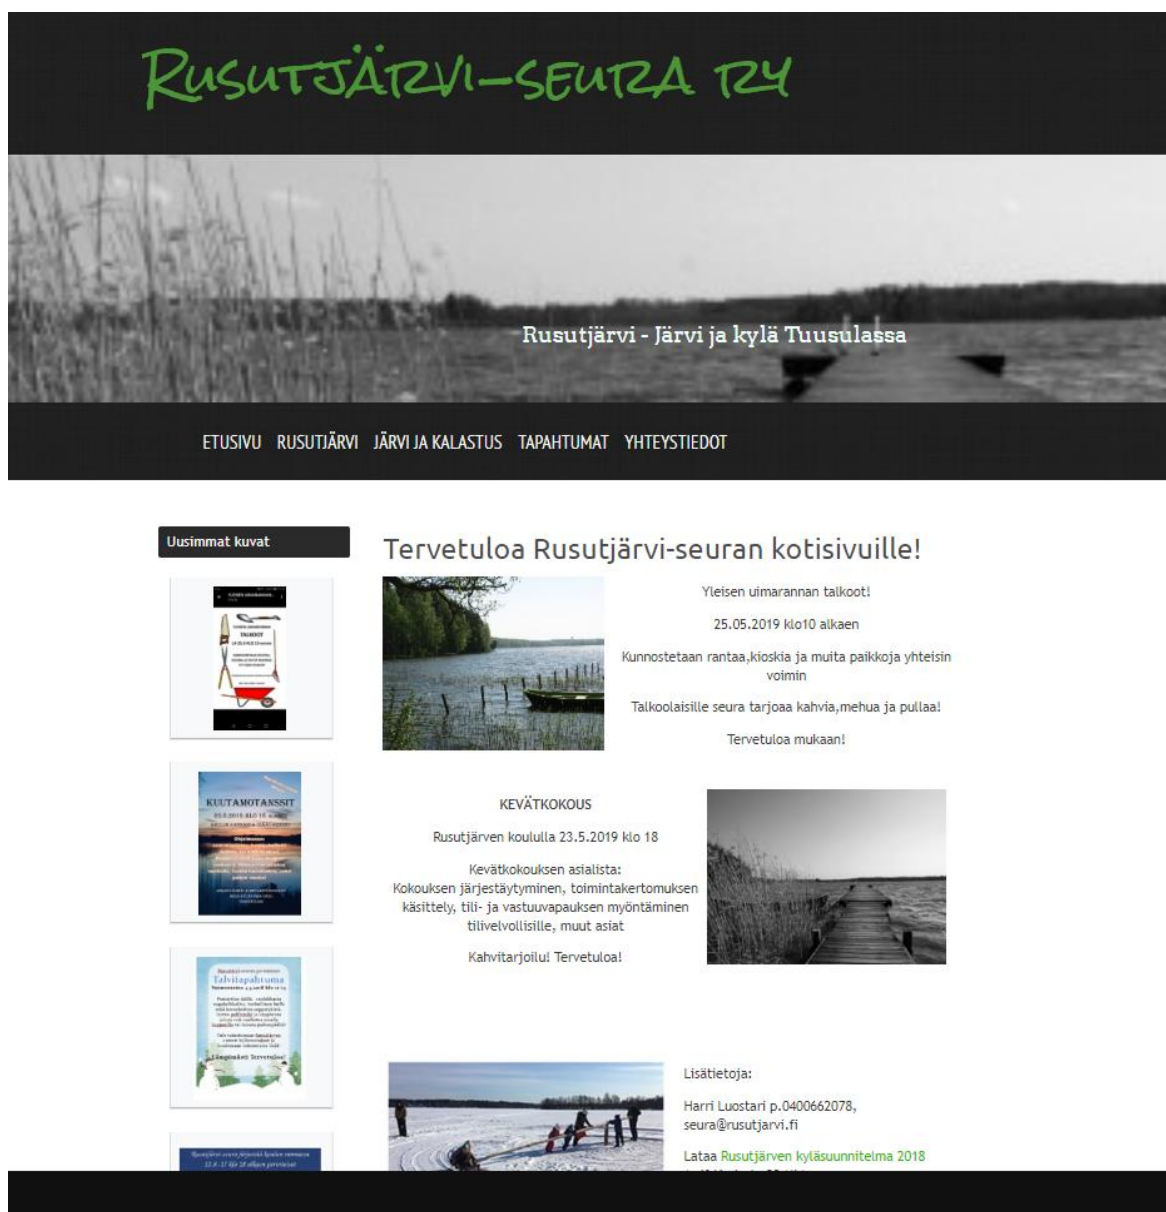 Rusutjärvi-seura ry
Rusutjärvi - Järvi ja kylä Tuusulassa
ETUSIVU RUSUTJÄRVI JÄRVI JA KALASTUS TAPAHTUMAT YHTEYSTIEDOT
Uusimmat kuvat
TALKOOT
KUUTAMOTANSSIT
Talvitapahtuma
Lämpimästi Tervetuloa!
Tervetuloa Rusutjärvi-seuran kotisivuille!
Yleisen uimarannan talkoot!
25.05.2019 klo10 alkaen
Kunnostetaan rantaa,kioskia ja muita paikkoja yhteisin
voimin
Talkoolaisille seura tarjoaa kahvia,mehua ja pullaa!
Tervetuloa mukaan!
KEVÄTKOKOUS
Rusutjärven koululla 23.5.2019 klo 18
Kevätkokouksen asialista:
Kokouksen järjestäytyminen, toimintakertomuksen
käsittely, tili- ja vastuuvapauksen myöntäminen
tilivelvollisille, muut asiat
Kahvitarjoilu! Tervetuloa!
Lisätietoja:
Harri Luostari p.0400662078,
seura@rusutjarvi.fi
Lataa Rusutjärven kyläsuunnitelma 2018